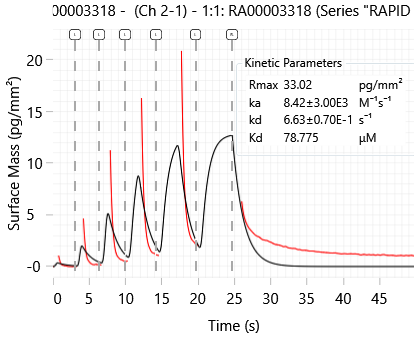 00003318 - (Ch 2-1) - 1:1: RA00003318 (Series "RAPID
L L L L L R
Kinetic Parameters
Rmax 33.02 pg/mm²
ka 8.42±3.00E3 M⁻¹s⁻¹
kd 6.63±0.70E-1 s⁻¹
Kd 78.775 µM
Surface Mass (pg/mm²)
20
15
10
5
-0
0 5 10 15 20 25 30 35 40 45
Time (s)